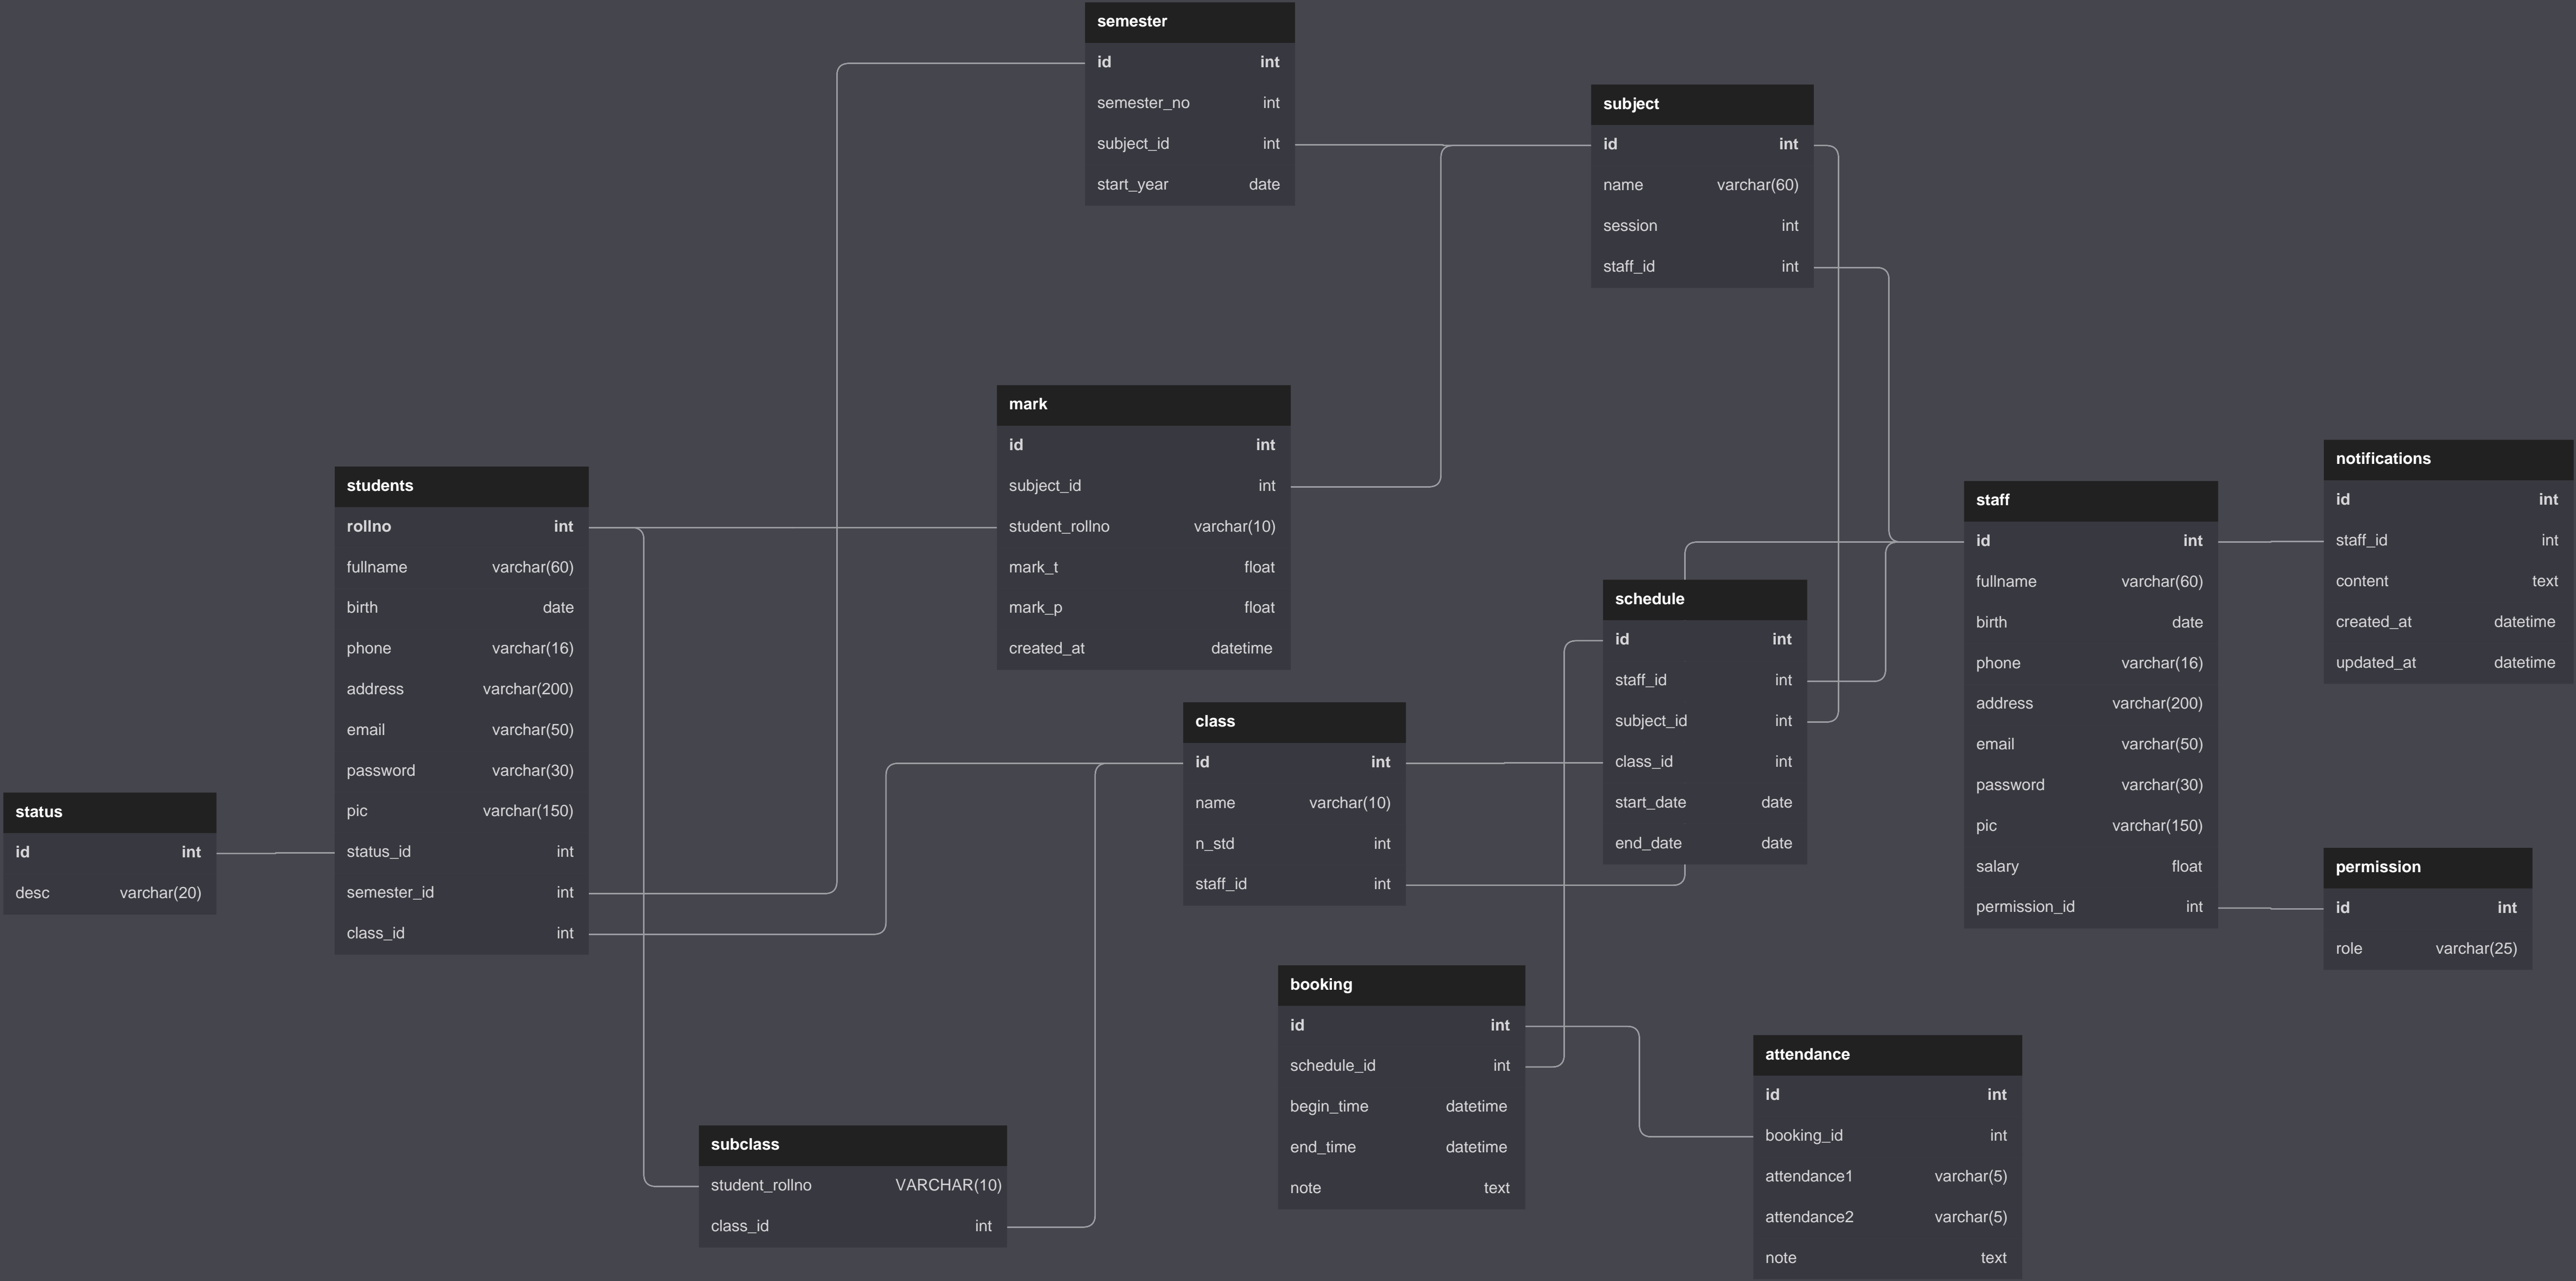 semester
id int
semester_no int
subject_id int
start_year date
subject
id int
name varchar(60)
session int
staff_id int
mark
id int
subject_id int
student_rollno varchar(10)
mark_t float
mark_p float
created_at datetime
students
rollno int
fullname varchar(60)
birth date
phone varchar(16)
address varchar(200)
email varchar(50)
password varchar(30)
pic varchar(150)
status_id int
semester_id int
class_id int
status
id int
desc varchar(20)
class
id int
name varchar(10)
n_std int
staff_id int
schedule
id int
staff_id int
subject_id int
class_id int
start_date date
end_date date
staff
id int
fullname varchar(60)
birth date
phone varchar(16)
address varchar(200)
email varchar(50)
password varchar(30)
pic varchar(150)
salary float
permission_id int
notifications
id int
staff_id int
content text
created_at datetime
updated_at datetime
permission
id int
role varchar(25)
booking
id int
schedule_id int
begin_time datetime
end_time datetime
note text
attendance
id int
booking_id int
attendance1 varchar(5)
attendance2 varchar(5)
note text
subclass
student_rollno VARCHAR(10)
class_id int